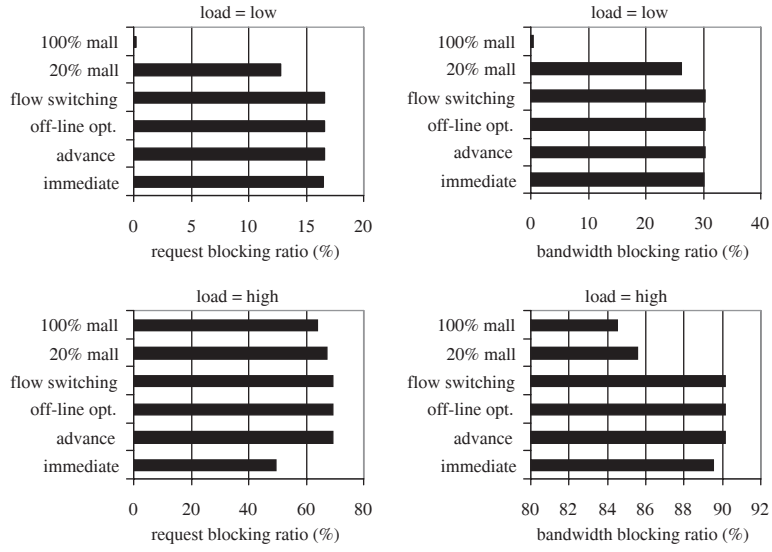 load = low
100% mall
20% mall
flow switching
off-line opt.
advance
immediate
0 5 10 15 20
request blocking ratio (%)
load = low
100% mall
20% mall
flow switching
off-line opt.
advance
immediate
0 10 20 30 40
bandwidth blocking ratio (%)
load = high
100% mall
20% mall
flow switching
off-line opt.
advance
immediate
0 20 40 60 80
request blocking ratio (%)
load = high
100% mall
20% mall
flow switching
off-line opt.
advance
immediate
80 82 84 86 88 90 92
bandwidth blocking ratio (%)